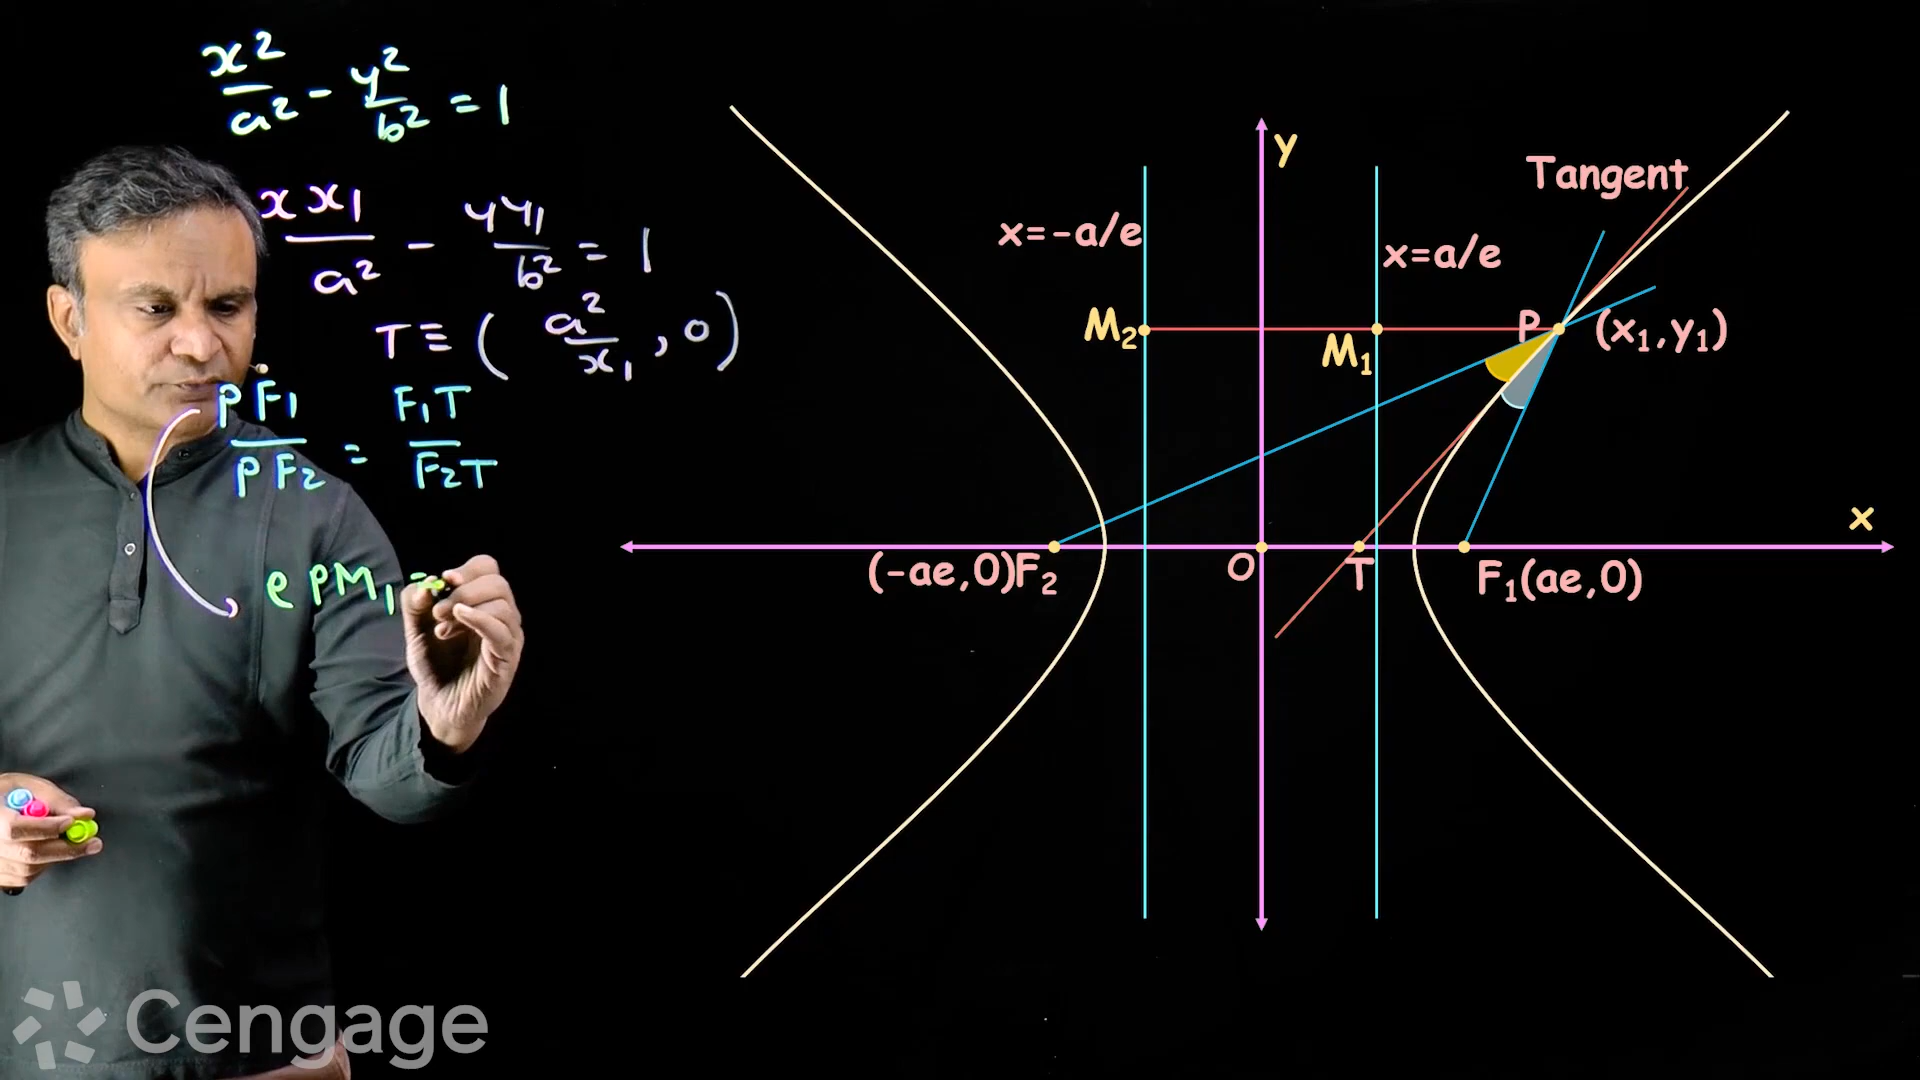 x²/a² - y²/b² = 1
xx₁/a² - yy₁/b² = 1
T ≡ (a²/x₁, 0)
PF₁/PF₂ = F₁T/F₂T
e PM₁ =
y
Tangent
x=-a/e
x=a/e
M₂
M₁
P
(x₁,y₁)
x
(-ae,0)F₂
O
T
F₁(ae,0)
Cengage